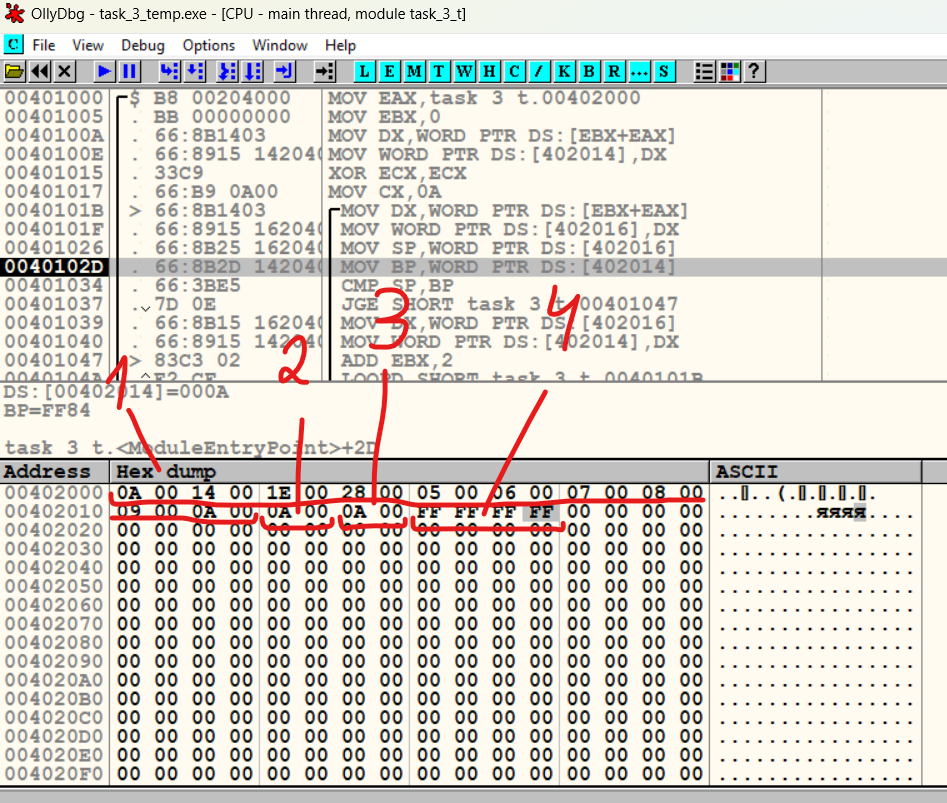 OllyDbg - task_3_temp.exe - [CPU - main thread, module task_3_t]
C File View Debug Options Window Help
L E M T W H C / K B R ... S ?
00401000 $ B8 00204000 MOV EAX,task 3 t.00402000
00401005 . BB 00000000 MOV EBX,0
0040100A . 66:8B1403 MOV DX,WORD PTR DS:[EBX+EAX]
0040100E . 66:8915 142040 MOV WORD PTR DS:[402014],DX
00401015 . 33C9 XOR ECX,ECX
00401017 . 66:B9 0A00 MOV CX,0A
0040101B > 66:8B1403 MOV DX,WORD PTR DS:[EBX+EAX]
0040101F . 66:8915 162040 MOV WORD PTR DS:[402016],DX
00401026 . 66:8B25 162040 MOV SP,WORD PTR DS:[402016]
0040102D . 66:8B2D 142040 MOV BP,WORD PTR DS:[402014]
00401034 . 66:3BE5 CMP SP,BP
00401037 . 7D 0E JGE SHORT task 3 t.00401047
00401039 . 66:8B15 162040 MOV DX,WORD PTR DS:[402016]
00401040 . 66:8915 142040 MOV WORD PTR DS:[402014],DX
00401047 > 83C3 02 ADD EBX,2
0040104A . E2 CF LOOPD SHORT task 3 t.0040101B
1 2 3 4
DS:[00402014]=000A
BP=FF84
task 3 t.<ModuleEntryPoint>+2D
Address Hex dump ASCII
00402000 0A 00 14 00 1E 00 28 00 05 00 06 00 07 00 08 00
00402010 09 00 0A 00 0A 00 0A 00 FF FF FF FF 00 00 00 00 ........яяяя....
00402020 00 00 00 00 00 00 00 00 00 00 00 00 00 00 00 00 ................
00402030 00 00 00 00 00 00 00 00 00 00 00 00 00 00 00 00 ................
00402040 00 00 00 00 00 00 00 00 00 00 00 00 00 00 00 00 ................
00402050 00 00 00 00 00 00 00 00 00 00 00 00 00 00 00 00 ................
00402060 00 00 00 00 00 00 00 00 00 00 00 00 00 00 00 00 ................
00402070 00 00 00 00 00 00 00 00 00 00 00 00 00 00 00 00 ................
00402080 00 00 00 00 00 00 00 00 00 00 00 00 00 00 00 00 ................
00402090 00 00 00 00 00 00 00 00 00 00 00 00 00 00 00 00 ................
004020A0 00 00 00 00 00 00 00 00 00 00 00 00 00 00 00 00 ................
004020B0 00 00 00 00 00 00 00 00 00 00 00 00 00 00 00 00 ................
004020C0 00 00 00 00 00 00 00 00 00 00 00 00 00 00 00 00 ................
004020D0 00 00 00 00 00 00 00 00 00 00 00 00 00 00 00 00 ................
004020E0 00 00 00 00 00 00 00 00 00 00 00 00 00 00 00 00 ................
004020F0 00 00 00 00 00 00 00 00 00 00 00 00 00 00 00 00 ................